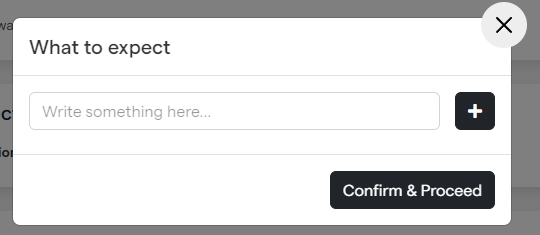 What to expect
Write something here...
Confirm & Proceed